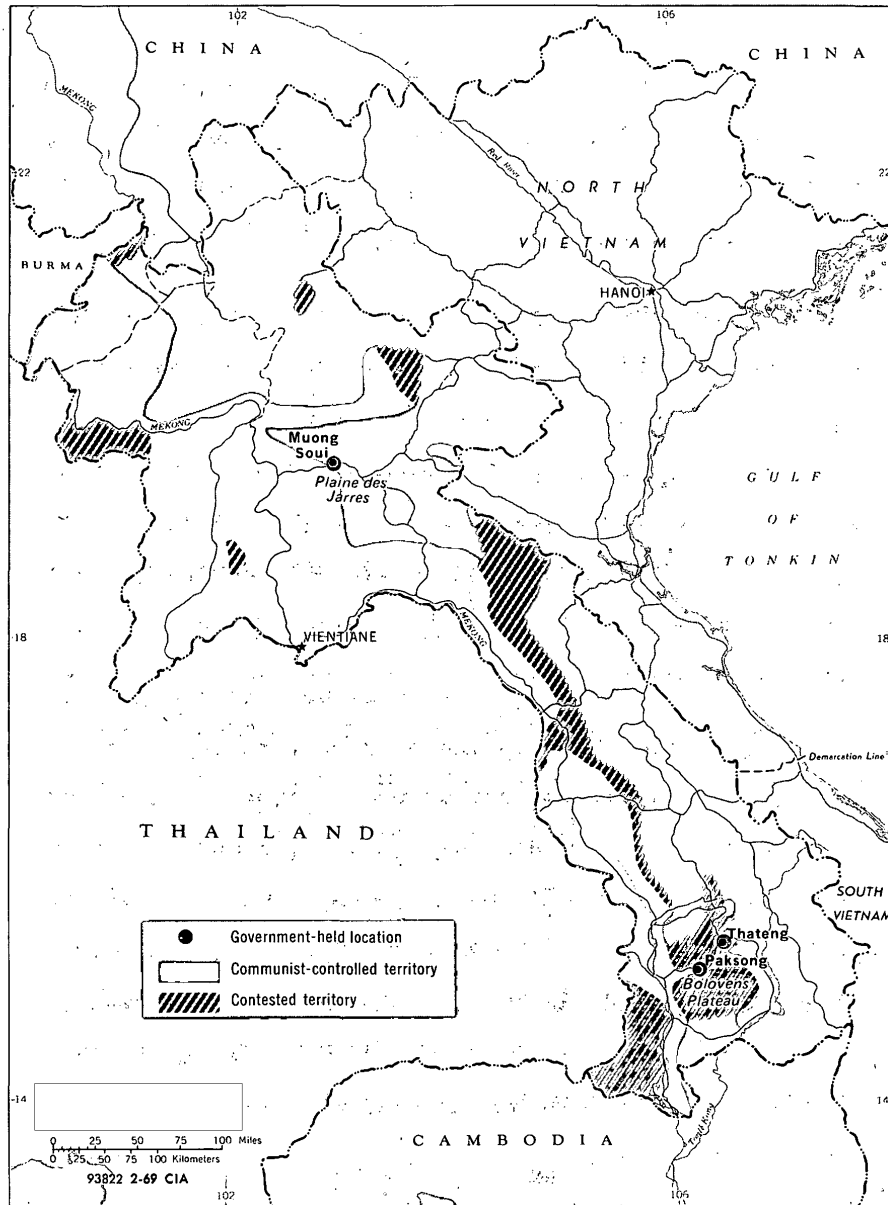 102
106
CHINA
CHINA
MEKONG
22
22
Red River
NORTH
VIETNAM
BURMA
HANOI
MEKONG
Muong
Soui
Plaine des
Jarres
GULF
OF
TONKIN
18
18
VIENTIANE
MEKONG
Demarcation Line
THAILAND
SOUTH
VIETNAM
Government-held location
Communist-controlled territory
Contested territory
Thateng
Paksong
Bolovens
Plateau
14
14
0 25 50 75 100 Miles
0 25 50 75 100 Kilometers
93822 2-69 CIA
CAMBODIA
102
106